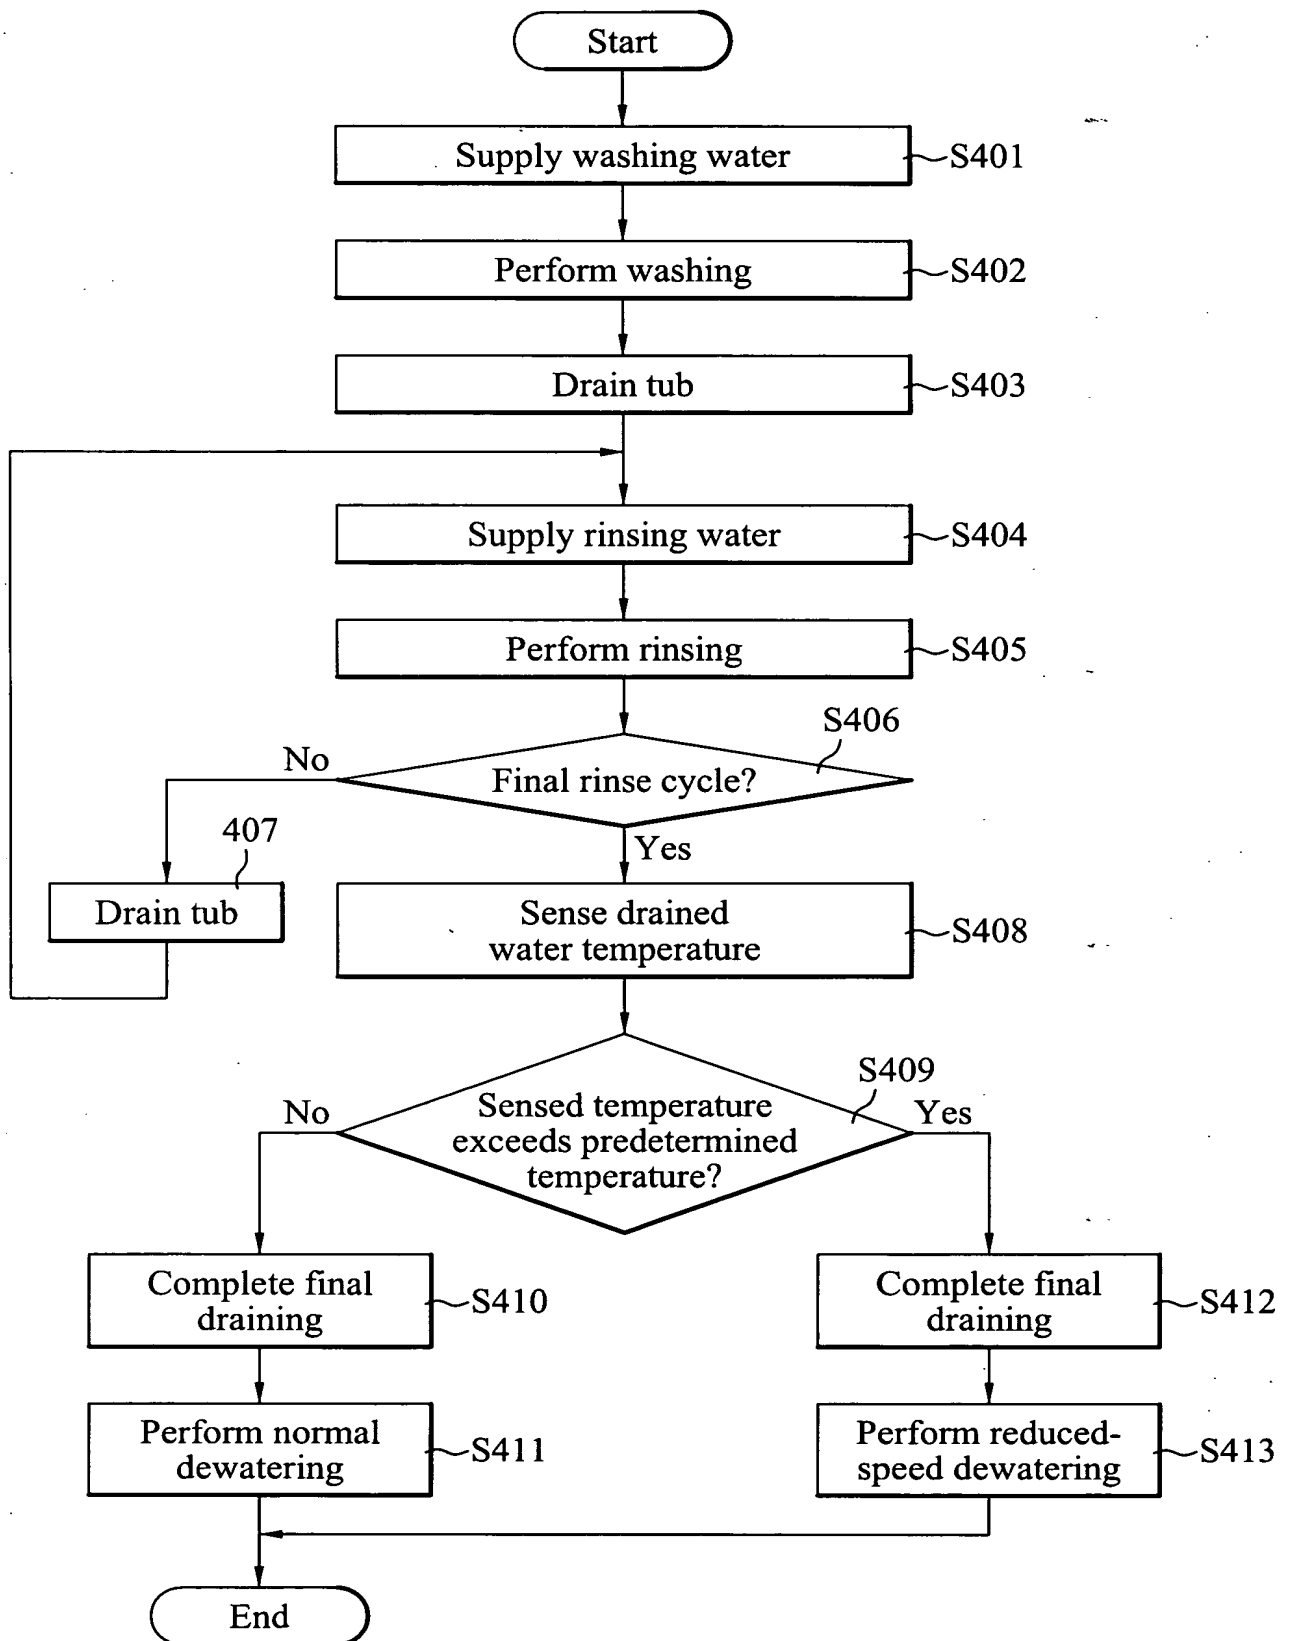 Start
Supply washing water
S401
Perform washing
S402
Drain tub
S403
Supply rinsing water
S404
Perform rinsing
S405
S406
No
Final rinse cycle?
Yes
407
Drain tub
Sense drained
water temperature
S408
S409
No
Sensed temperature
exceeds predetermined
temperature?
Yes
Complete final
draining
S410
Complete final
draining
S412
Perform normal
dewatering
S411
Perform reduced-
speed dewatering
S413
End